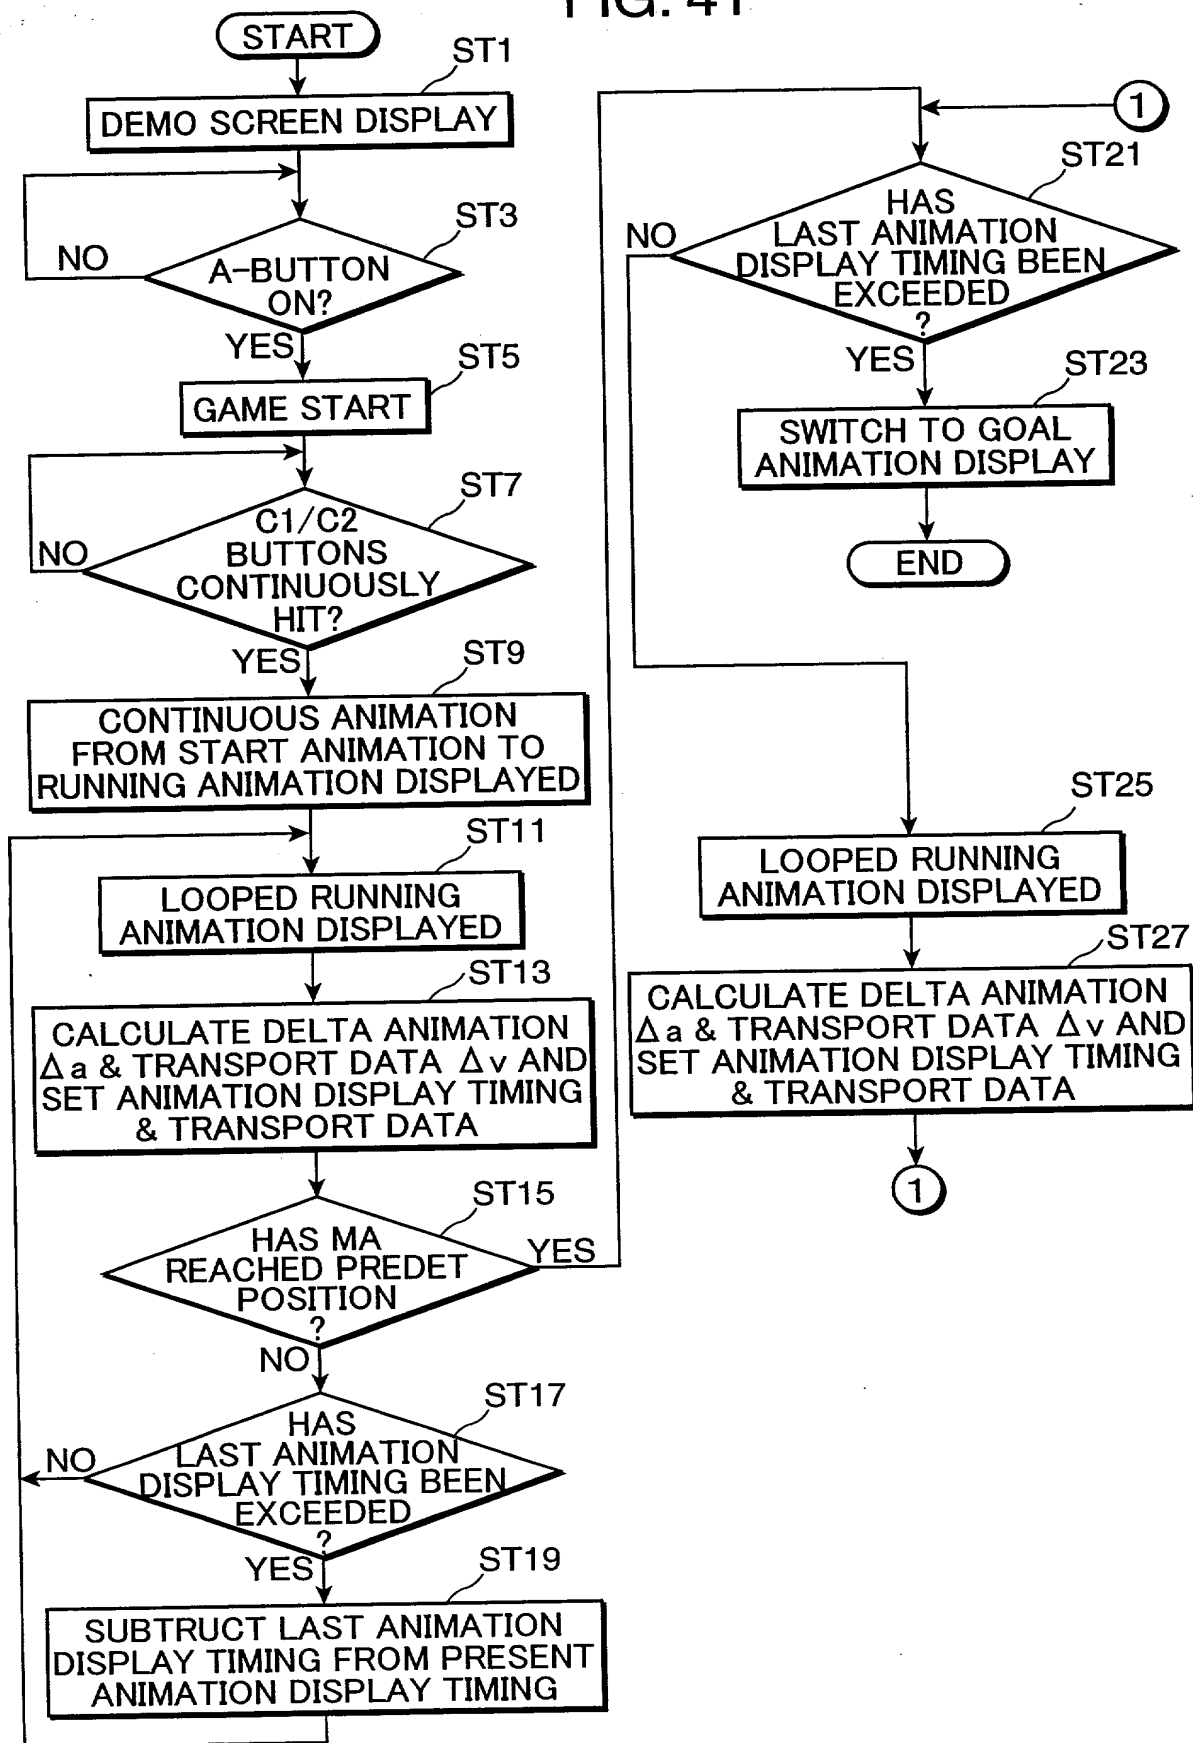 FIG. 41
START
ST1
DEMO SCREEN DISPLAY
ST3
NO
A-BUTTON
ON?
YES
ST5
GAME START
ST7
C1/C2
NO
BUTTONS
CONTINUOUSLY
HIT?
YES
ST9
CONTINUOUS ANIMATION
FROM START ANIMATION TO
RUNNING ANIMATION DISPLAYED
ST11
LOOPED RUNNING
ANIMATION DISPLAYED
ST13
CALCULATE DELTA ANIMATION
Δa & TRANSPORT DATA Δv AND
SET ANIMATION DISPLAY TIMING
& TRANSPORT DATA
ST15
HAS MA
YES
REACHED PREDET
POSITION
?
NO
ST17
HAS
NO
LAST ANIMATION
DISPLAY TIMING BEEN
EXCEEDED
?
YES
ST19
SUBTRUCT LAST ANIMATION
DISPLAY TIMING FROM PRESENT
ANIMATION DISPLAY TIMING
1
ST21
HAS
NO
LAST ANIMATION
DISPLAY TIMING BEEN
EXCEEDED
?
YES
ST23
SWITCH TO GOAL
ANIMATION DISPLAY
END
ST25
LOOPED RUNNING
ANIMATION DISPLAYED
ST27
CALCULATE DELTA ANIMATION
Δa & TRANSPORT DATA Δv AND
SET ANIMATION DISPLAY TIMING
& TRANSPORT DATA
1